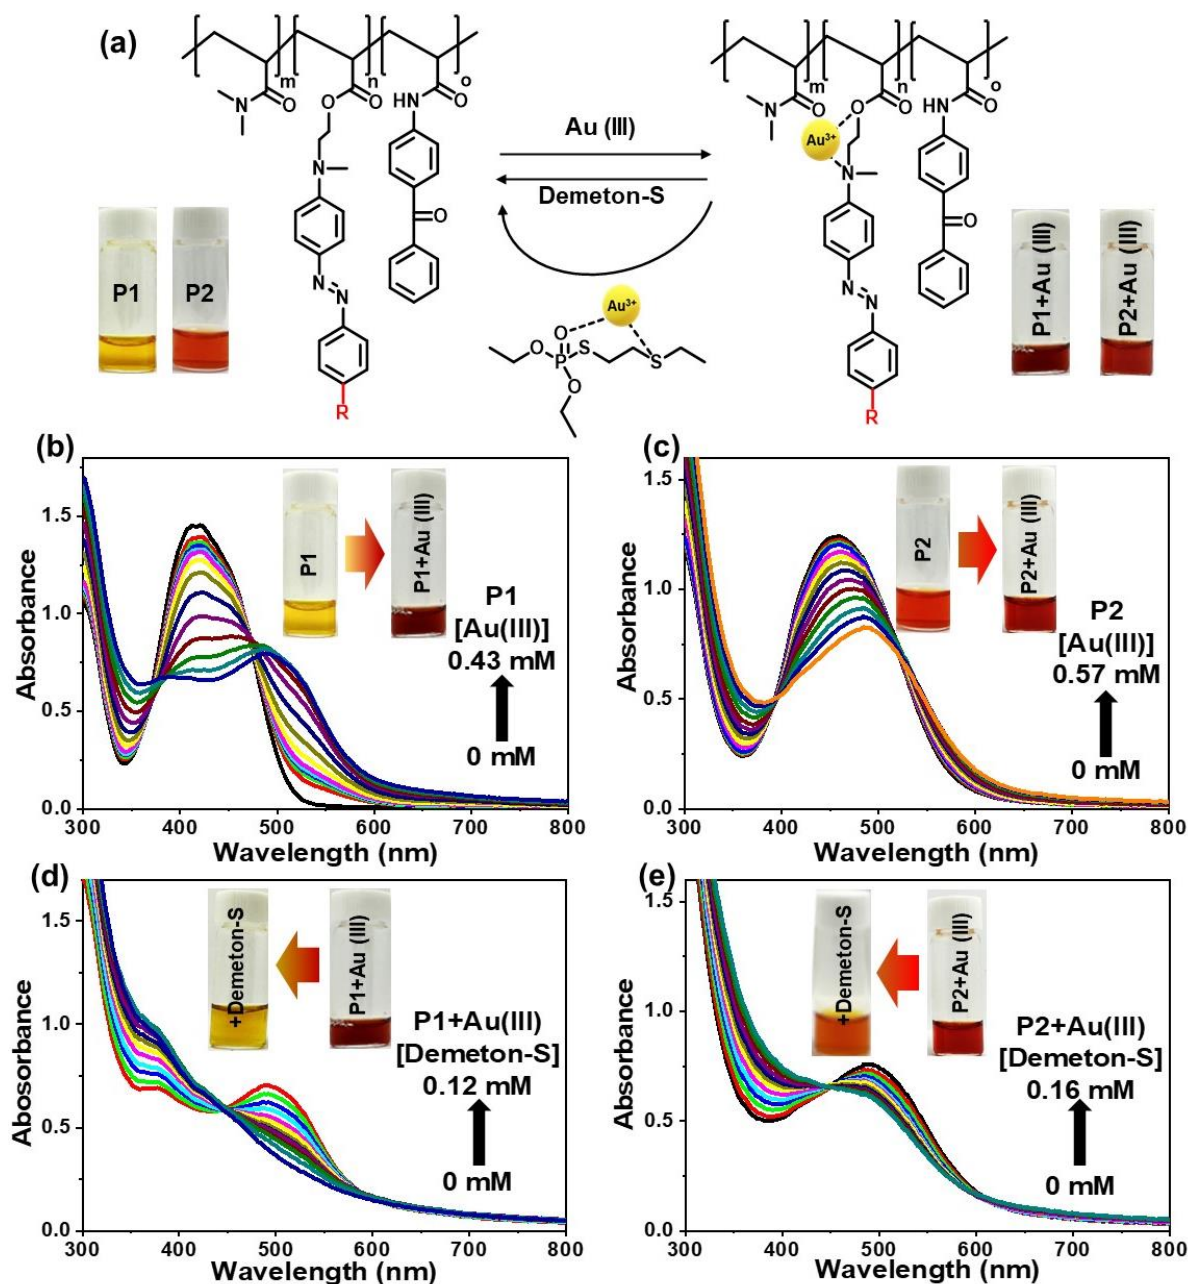 (a)
m
n
o
N
O
O
O
HN
O
N
O
N
N
R
Au (III)
Demeton-S
m
n
o
N
O
O
O
HN
O
Au³⁺
N
O
N
N
R
P1
P2
Au³⁺
O
O
P
S
S
O
P1+Au (III)
P2+Au (III)
(b)
Absorbance
1.5
1.0
0.5
0.0
300 400 500 600 700 800
Wavelength (nm)
P1
P1+Au (III)
P1
[Au(III)]
0.43 mM
0 mM
(c)
Absorbance
1.5
1.0
0.5
0.0
300 400 500 600 700 800
Wavelength (nm)
P2
P2+Au (III)
P2
[Au(III)]
0.57 mM
0 mM
(d)
Absorbance
1.5
1.0
0.5
0.0
300 400 500 600 700 800
Wavelength (nm)
+Demeton-S
P1+Au (III)
P1+Au(III)
[Demeton-S]
0.12 mM
0 mM
(e)
Absorbance
1.5
1.0
0.5
0.0
300 400 500 600 700 800
Wavelength (nm)
+Demeton-S
P2+Au (III)
P2+Au(III)
[Demeton-S]
0.16 mM
0 mM